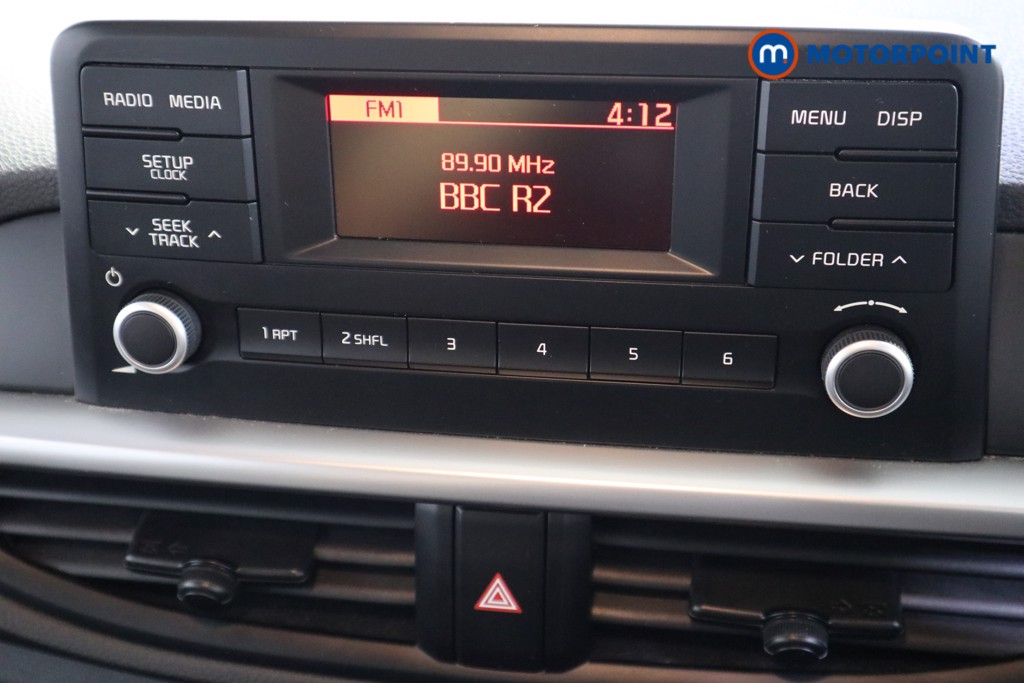 m MOTORPOINT
RADIO MEDIA
SETUP
CLOCK
SEEK
TRACK
FM1 4:12
89.90 MHz
BBC R2
MENU DISP
BACK
FOLDER
1 RPT 2 SHFL 3 4 5 6